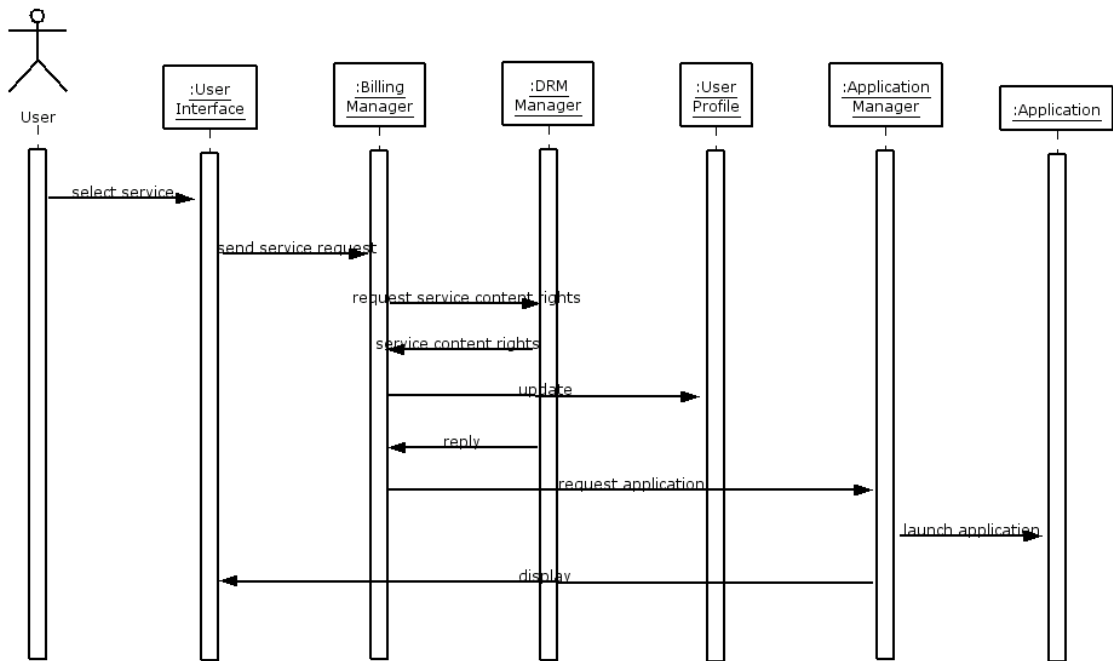 User
:User
Interface
:Billing
Manager
:DRM
Manager
:User
Profile
:Application
Manager
:Application
select service
send service request
request service content rights
service content rights
update
reply
request application
launch application
display